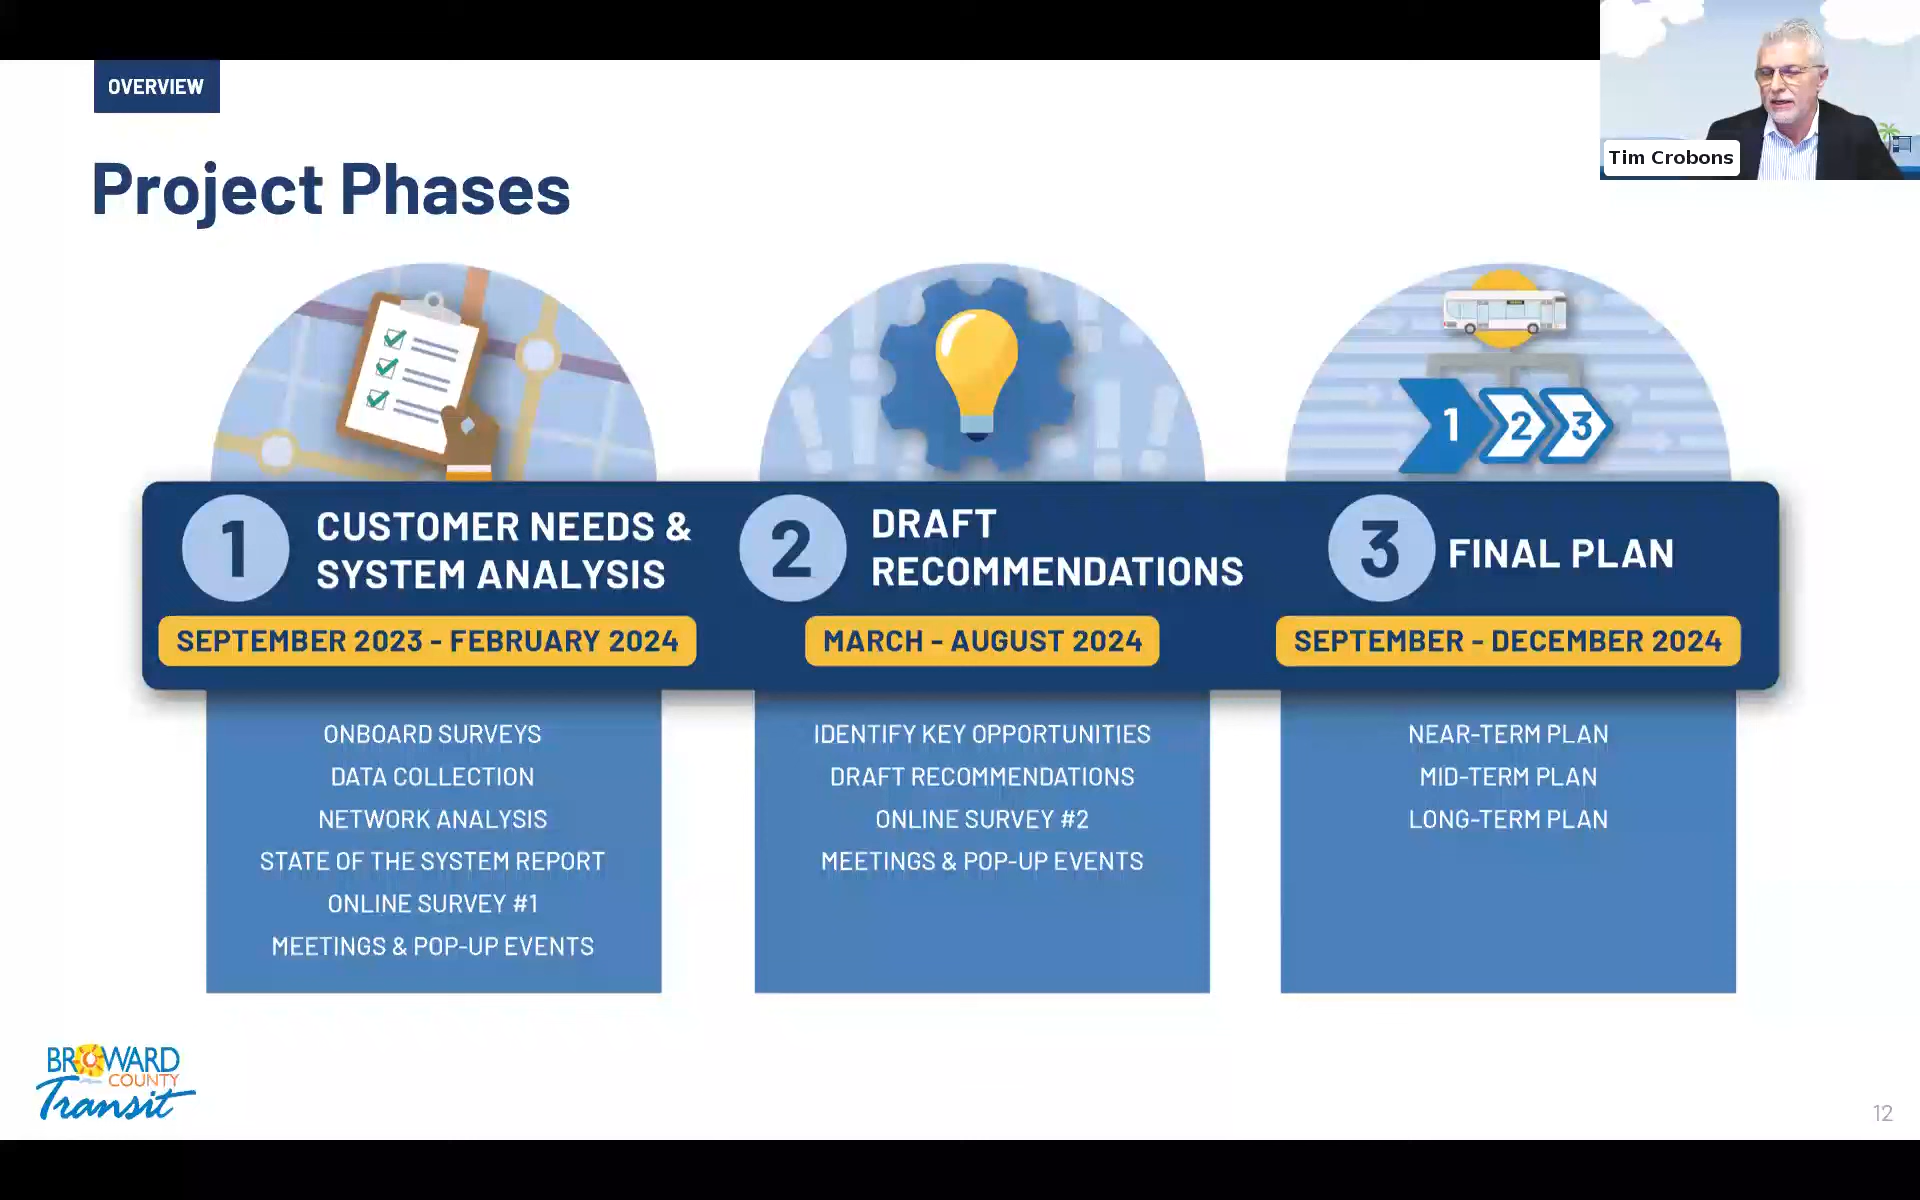 OVERVIEW
Tim Crobons
Project Phases
1 2 3
1 CUSTOMER NEEDS &
SYSTEM ANALYSIS
SEPTEMBER 2023 - FEBRUARY 2024
ONBOARD SURVEYS
DATA COLLECTION
NETWORK ANALYSIS
STATE OF THE SYSTEM REPORT
ONLINE SURVEY #1
MEETINGS & POP-UP EVENTS
2 DRAFT
RECOMMENDATIONS
MARCH - AUGUST 2024
IDENTIFY KEY OPPORTUNITIES
DRAFT RECOMMENDATIONS
ONLINE SURVEY #2
MEETINGS & POP-UP EVENTS
3 FINAL PLAN
SEPTEMBER - DECEMBER 2024
NEAR-TERM PLAN
MID-TERM PLAN
LONG-TERM PLAN
BROWARD
COUNTY
Transit
12